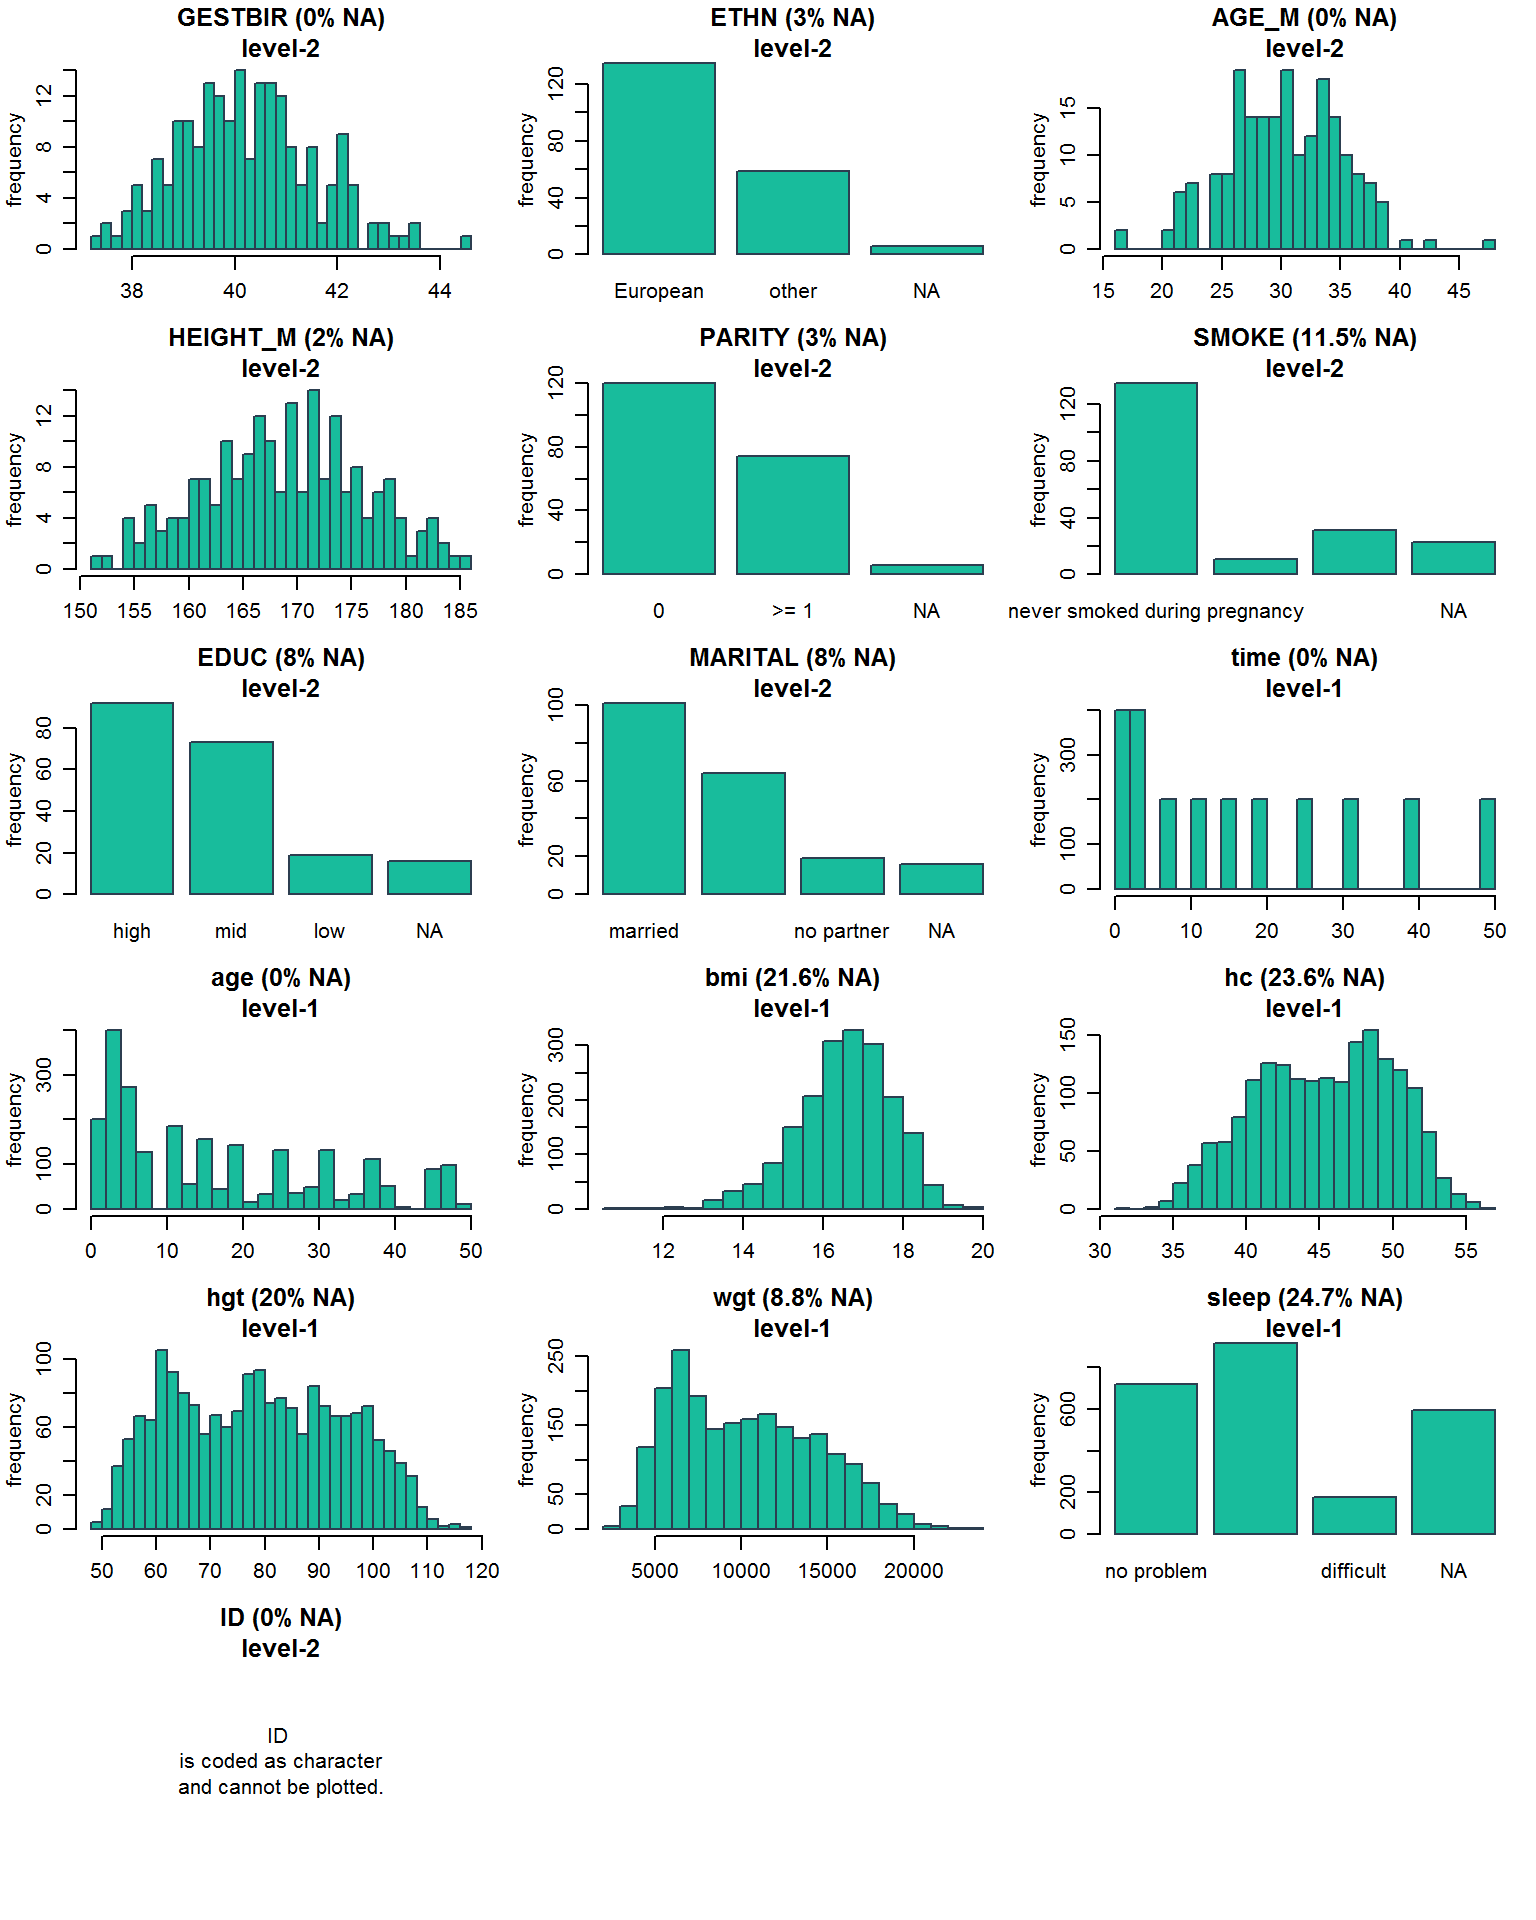 GESTBIR (0% NA)
level-2
frequency
0 4 8 12
38 40 42 44
ETHN (3% NA)
level-2
frequency
0 40 80 120
European other NA
AGE_M (0% NA)
level-2
frequency
0 5 10 15
15 20 25 30 35 40 45
HEIGHT_M (2% NA)
level-2
frequency
0 4 8 12
150 155 160 165 170 175 180 185
PARITY (3% NA)
level-2
frequency
0 40 80 120
0 >= 1 NA
SMOKE (11.5% NA)
level-2
frequency
0 40 80 120
never smoked during pregnancy NA
EDUC (8% NA)
level-2
frequency
0 20 40 60 80
high mid low NA
MARITAL (8% NA)
level-2
frequency
0 20 60 100
married no partner NA
time (0% NA)
level-1
frequency
0 100 300
0 10 20 30 40 50
age (0% NA)
level-1
frequency
0 100 300
0 10 20 30 40 50
bmi (21.6% NA)
level-1
frequency
0 100 200 300
12 14 16 18 20
hc (23.6% NA)
level-1
frequency
0 50 100 150
30 35 40 45 50 55
hgt (20% NA)
level-1
frequency
0 20 60 100
50 60 70 80 90 100 110 120
wgt (8.8% NA)
level-1
frequency
0 50 150 250
5000 10000 15000 20000
sleep (24.7% NA)
level-1
frequency
0 200 600
no problem difficult NA
ID (0% NA)
level-2
ID
is coded as character
and cannot be plotted.